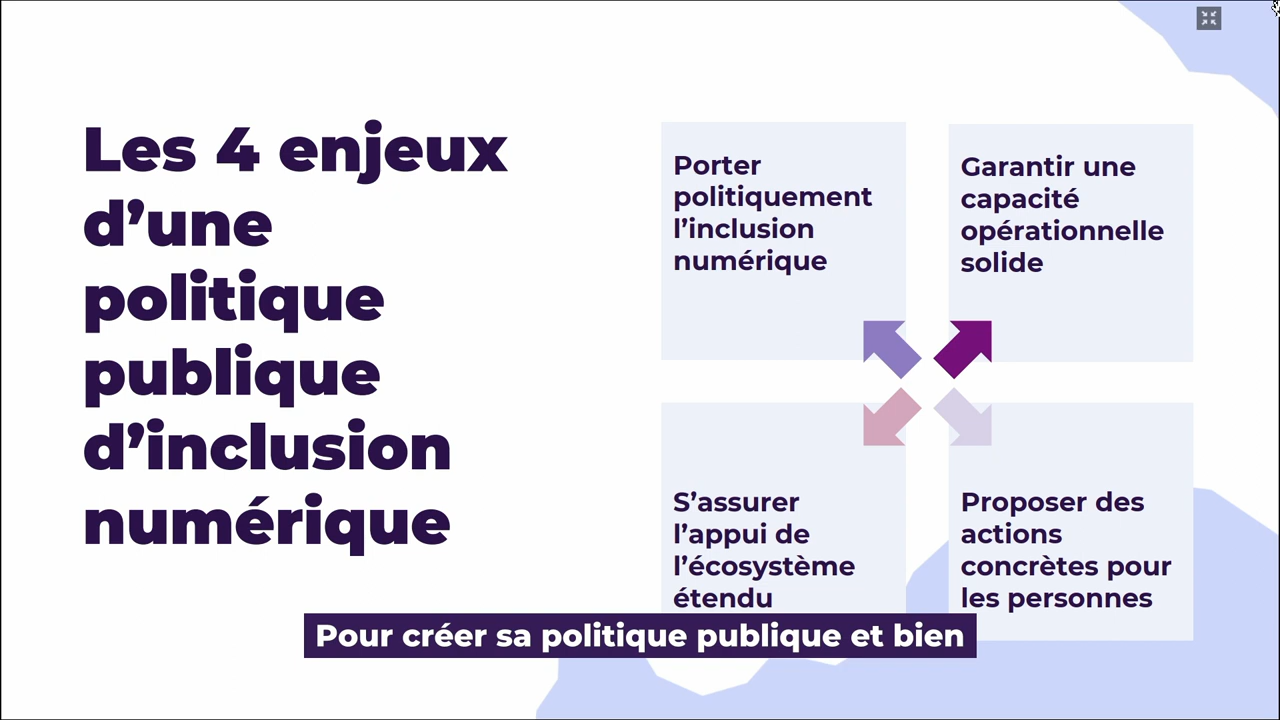 Les 4 enjeux
d’une
politique
publique
d’inclusion
numérique
Porter
politiquement
l’inclusion
numérique
Garantir une
capacité
opérationnelle
solide
S’assurer
l’appui de
l’écosystème
étendu
Proposer des
actions
concrètes pour
les personnes
Pour créer sa politique publique et bien